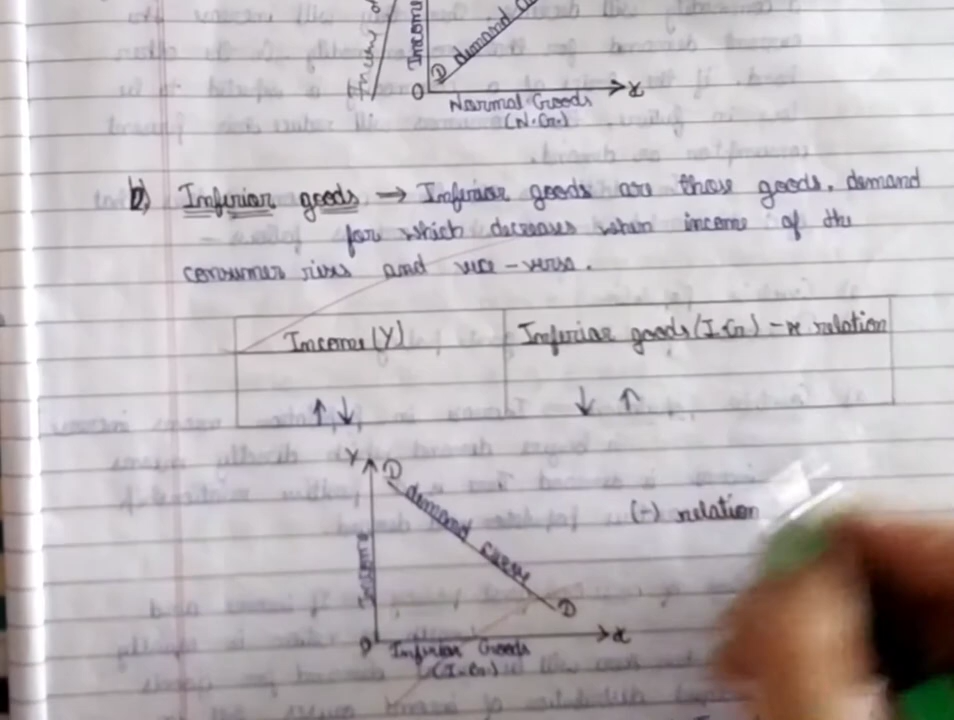 Income
D demand
O
x
Normal Goods
(N.G.)
b) Inferior goods → Inferior goods are those goods, demand
for which decreases when income of the
consumer rises and vice-versa.
Income (Y)
Inferior goods (I.G.) -ve relation
↑ ↓
↓ ↑
Y
D demand curve D
(-) relation
Income
O
x
Inferior Goods
(I.G.)